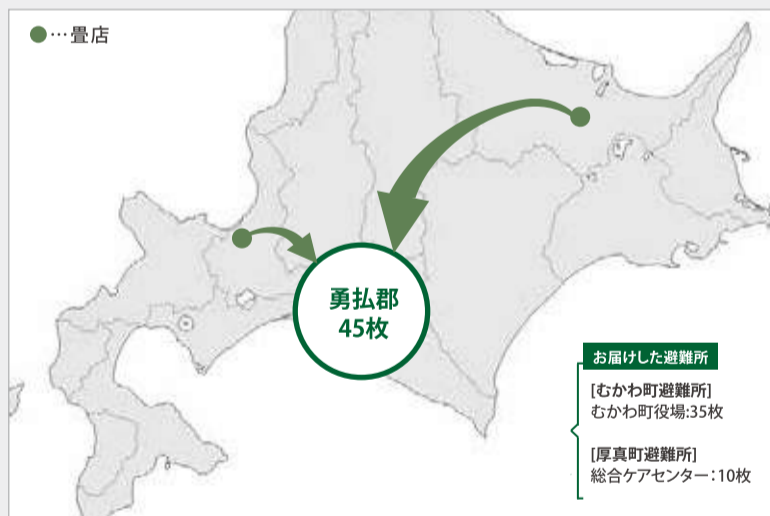 ●…畳店
勇払郡
45枚
お届けした避難所
[むかわ町避難所]
むかわ町役場:35枚
[厚真町避難所]
総合ケアセンター：10枚